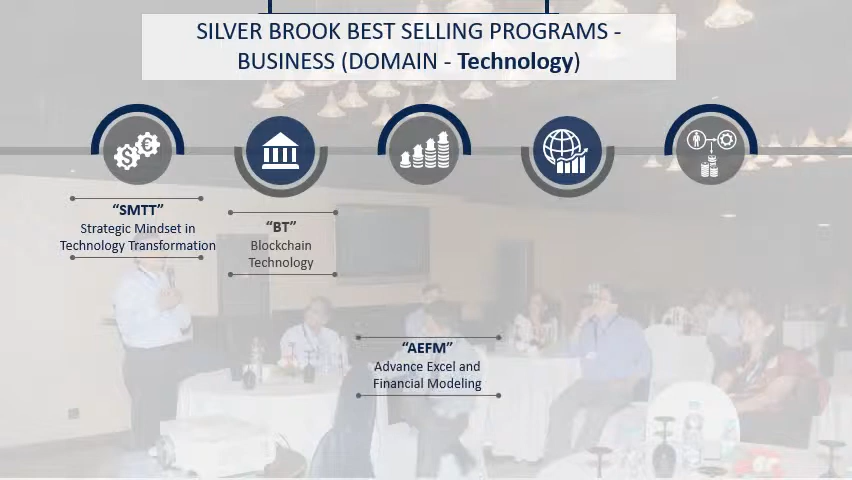 SILVER BROOK BEST SELLING PROGRAMS -
BUSINESS (DOMAIN - Technology)
“SMTT”
Strategic Mindset in
Technology Transformation
“BT”
Blockchain
Technology
“AEFM”
Advance Excel and
Financial Modeling